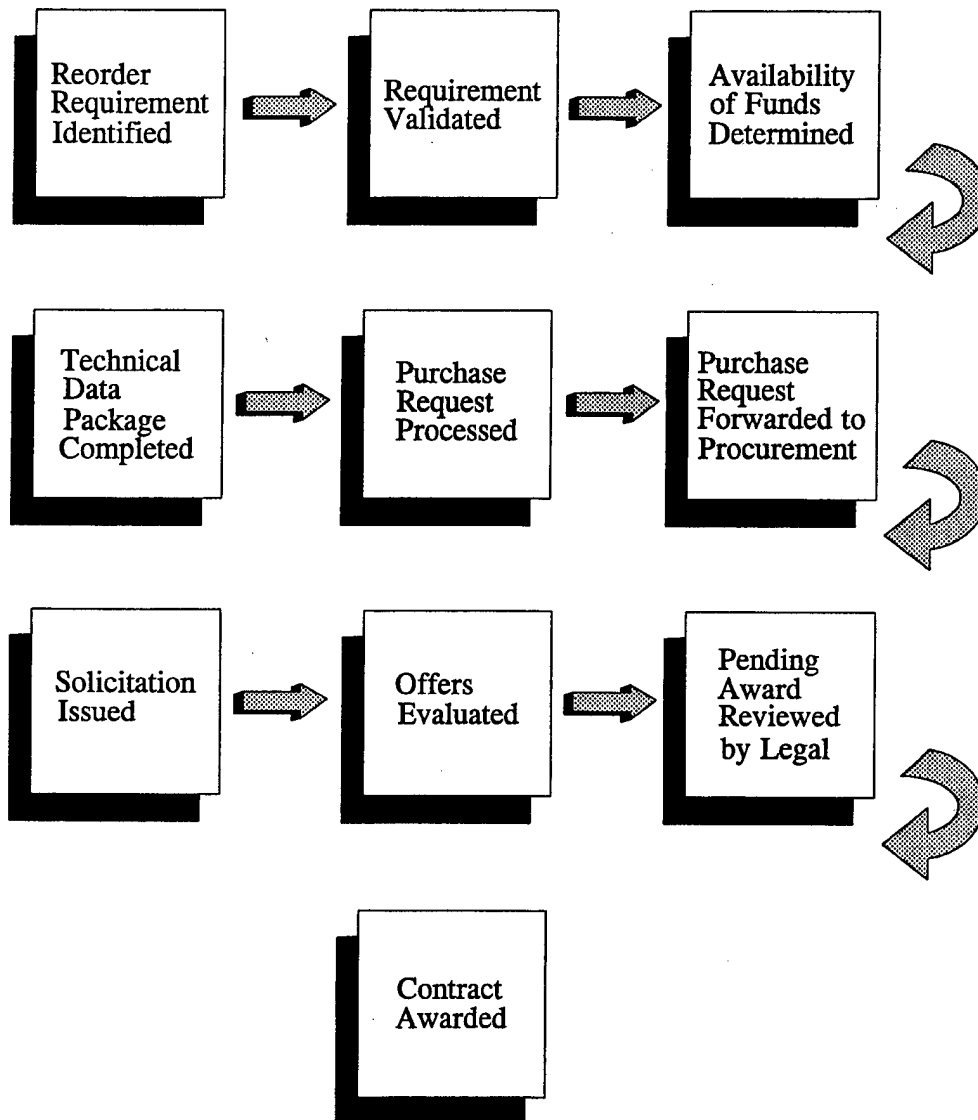 Reorder
Requirement
Identified
Requirement
Validated
Availability
of Funds
Determined
Technical
Data
Package
Completed
Purchase
Request
Processed
Purchase
Request
Forwarded to
Procurement
Solicitation
Issued
Offers
Evaluated
Pending
Award
Reviewed
by Legal
Contract
Awarded